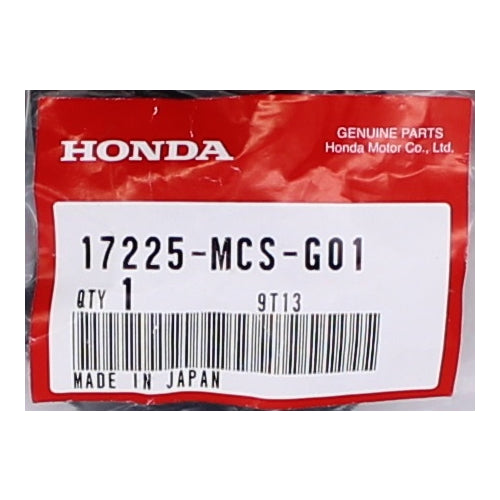 HONDA
GENUINE PARTS
Honda Motor Co., Ltd.
17225-MCS-G01
QTY 1 9T13
MADE IN JAPAN